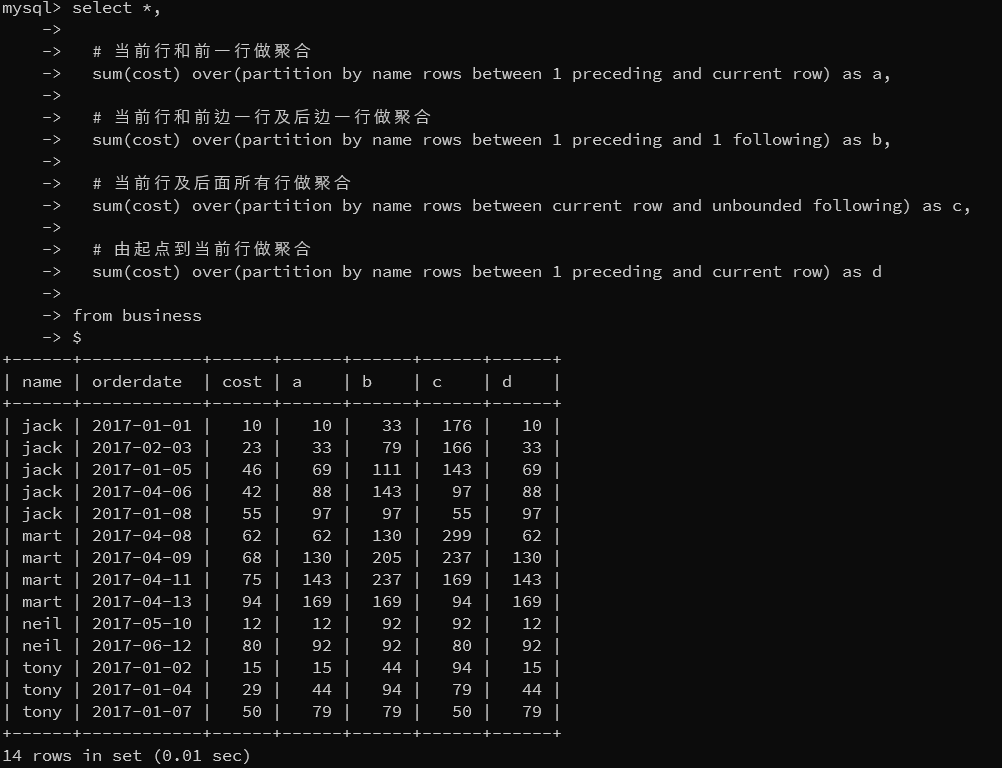 mysql> select *,
    ->
    ->   # 当前行和前一行做聚合
    ->   sum(cost) over(partition by name rows between 1 preceding and current row) as a,
    ->
    ->   # 当前行和前边一行及后边一行做聚合
    ->   sum(cost) over(partition by name rows between 1 preceding and 1 following) as b,
    ->
    ->   # 当前行及后面所有行做聚合
    ->   sum(cost) over(partition by name rows between current row and unbounded following) as c,
    ->
    ->   # 由起点到当前行做聚合
    ->   sum(cost) over(partition by name rows between 1 preceding and current row) as d
    ->
    -> from business
    -> $
+------+------------+------+------+------+------+------+
| name | orderdate  | cost | a    | b    | c    | d    |
+------+------------+------+------+------+------+------+
| jack | 2017-01-01 |   10 |   10 |   33 |  176 |   10 |
| jack | 2017-02-03 |   23 |   33 |   79 |  166 |   33 |
| jack | 2017-01-05 |   46 |   69 |  111 |  143 |   69 |
| jack | 2017-04-06 |   42 |   88 |  143 |   97 |   88 |
| jack | 2017-01-08 |   55 |   97 |   97 |   55 |   97 |
| mart | 2017-04-08 |   62 |   62 |  130 |  299 |   62 |
| mart | 2017-04-09 |   68 |  130 |  205 |  237 |  130 |
| mart | 2017-04-11 |   75 |  143 |  237 |  169 |  143 |
| mart | 2017-04-13 |   94 |  169 |  169 |   94 |  169 |
| neil | 2017-05-10 |   12 |   12 |   92 |   92 |   12 |
| neil | 2017-06-12 |   80 |   92 |   92 |   80 |   92 |
| tony | 2017-01-02 |   15 |   15 |   44 |   94 |   15 |
| tony | 2017-01-04 |   29 |   44 |   94 |   79 |   44 |
| tony | 2017-01-07 |   50 |   79 |   79 |   50 |   79 |
+------+------------+------+------+------+------+------+
14 rows in set (0.01 sec)